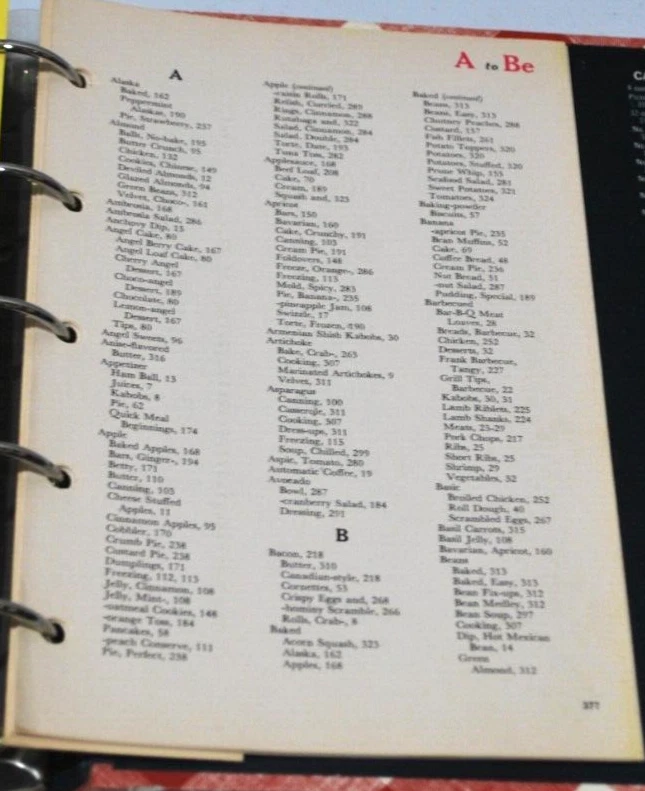 A to Be
A
Alaska
Baked, 162
Peppermint
Alaskas, 190
Pie, Strawberry, 237
Almond
Balls, No-bake, 195
Butter Crunch, 95
Chicken, 132
Cookies, Chinese, 149
Deviled Almonds, 12
Glazed Almonds, 94
Green Beans, 312
Velvet, Choco-, 161
Ambrosia, 168
Ambrosia Salad, 286
Anchovy Dip, 15
Angel Cake, 80
Angel Berry Cake, 167
Angel Loaf Cake, 80
Cherry Angel
Dessert, 167
Choco-angel
Dessert, 189
Chocolate, 80
Lemon-angel
Dessert, 167
Tips, 80
Angel Sweets, 96
Anise-flavored
Butter, 316
Appetizer
Ham Ball, 13
Juices, 7
Kabobs, 8
Pie, 62
Quick Meal
Beginnings, 174
Apple
Baked Apples, 168
Bars, Ginger-, 194
Betty, 171
Butter, 110
Canning, 103
Cheese Stuffed
Apples, 11
Cinnamon Apples, 95
Cobbler, 170
Crumb Pie, 238
Custard Pie, 238
Dumplings, 171
Freezing, 112, 113
Jelly, Cinnamon, 108
Jelly, Mint-, 108
-oatmeal Cookies, 148
-orange Toss, 184
Pancakes, 58
-peach Conserve, 111
Pie, Perfect, 238
Apple (continued)
-raisin Rolls, 171
Relish, Curried, 289
Rings, Cinnamon, 288
Rutabaga and, 322
Salad, Cinnamon, 284
Salad, Double, 284
Torte, Date, 193
Tuna Toss, 282
Applesauce, 168
Beef Loaf, 208
Cake, 70
Cream, 189
Squash and, 323
Apricot
Bars, 150
Bavarian, 160
Cake, Crunchy, 191
Canning, 103
Cream Pie, 191
Foldovers, 148
Freeze, Orange-, 286
Freezing, 113
Mold, Spicy, 283
Pie, Banana-, 235
-pineapple Jam, 108
Swizzle, 17
Torte, Frozen, 190
Armenian Shish Kabobs, 30
Artichoke
Bake, Crab-, 263
Cooking, 307
Marinated Artichokes, 9
Velvet, 311
Asparagus
Canning, 100
Casserole, 311
Cooking, 307
Dress-ups, 311
Freezing, 115
Soup, Chilled, 299
Aspic, Tomato, 280
Automatic Coffee, 19
Avocado
Bowl, 287
-cranberry Salad, 184
Dressing, 291
B
Bacon, 218
Butter, 310
Canadian-style, 218
Cornettes, 53
Crispy Eggs and, 268
-hominy Scramble, 266
Rolls, Crab-, 8
Baked
Acorn Squash, 323
Alaska, 162
Apples, 168
Baked (continued)
Beans, 313
Beans, Easy, 313
Chutney Peaches, 288
Custard, 157
Fish Fillets, 261
Potato Toppers, 320
Potatoes, 320
Potatoes, Stuffed, 320
Prune Whip, 155
Seafood Salad, 281
Sweet Potatoes, 321
Tomatoes, 324
Baking-powder
Biscuits, 57
Banana
-apricot Pie, 235
Bran Muffins, 52
Cake, 69
Coffee Bread, 48
Cream Pie, 236
Nut Bread, 51
-nut Salad, 287
Pudding, Special, 189
Barbecued
Bar-B-Q Meat
Loaves, 28
Breads, Barbecue, 32
Chicken, 252
Desserts, 32
Frank Barbecue,
Tangy, 227
Grill Tips,
Barbecue, 22
Kabobs, 30, 31
Lamb Riblets, 225
Lamb Shanks, 224
Meats, 23-29
Pork Chops, 217
Ribs, 25
Short Ribs, 25
Shrimp, 29
Vegetables, 32
Basic
Broiled Chicken, 252
Roll Dough, 40
Scrambled Eggs, 267
Basil Carrots, 315
Basil Jelly, 108
Bavarian, Apricot, 160
Beans
Baked, 313
Baked, Easy, 313
Bean Fix-ups, 312
Bean Medley, 312
Bean Soup, 297
Cooking, 307
Dip, Hot Mexican
Bean, 14
Green
Almond, 312
377